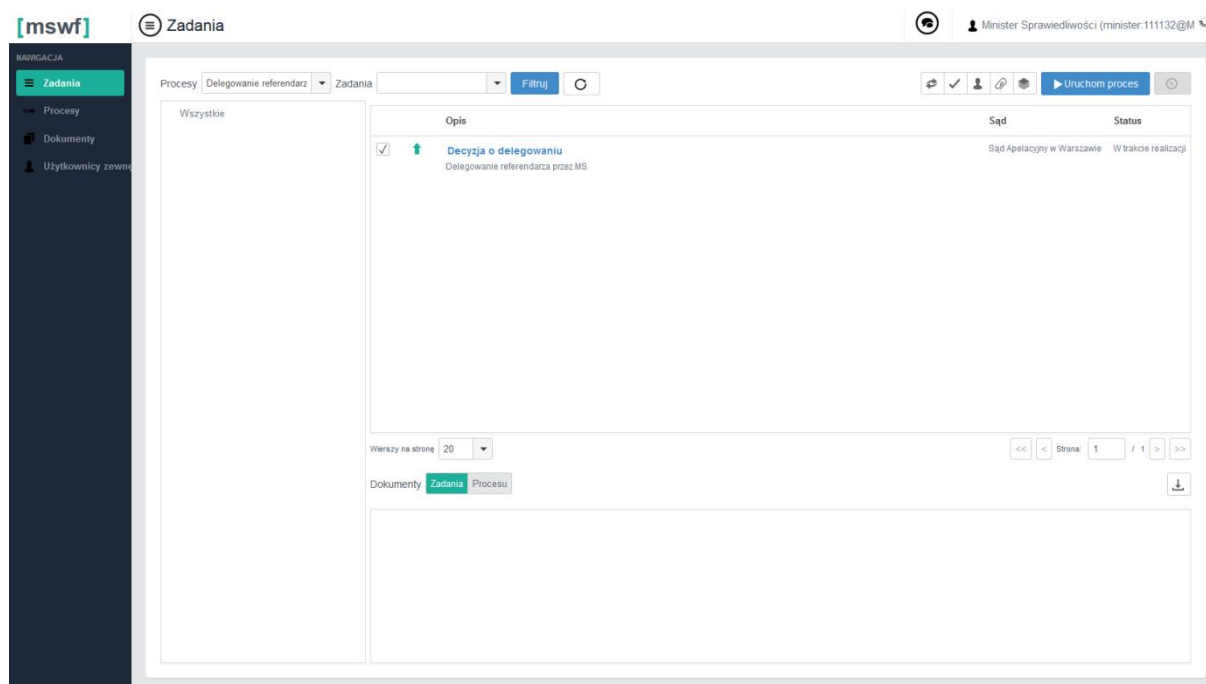 [mswf]
Zadania
Minister Sprawiedliwości (minister:111132@M
NAWIGACJA
Zadania
Procesy
Dokumenty
Użytkownicy zewnę
Procesy Delegowanie referendarz Zadania Filtruj Uruchom proces
Wszystkie
Opis Sąd Status
Decyzja o delegowaniu Sąd Apelacyjny w Warszawie W trakcie realizacji
Delegowanie referendarza przez MS
Wierszy na stronę 20 << < Strona: 1 / 1 > >>
Dokumenty Zadania Procesu